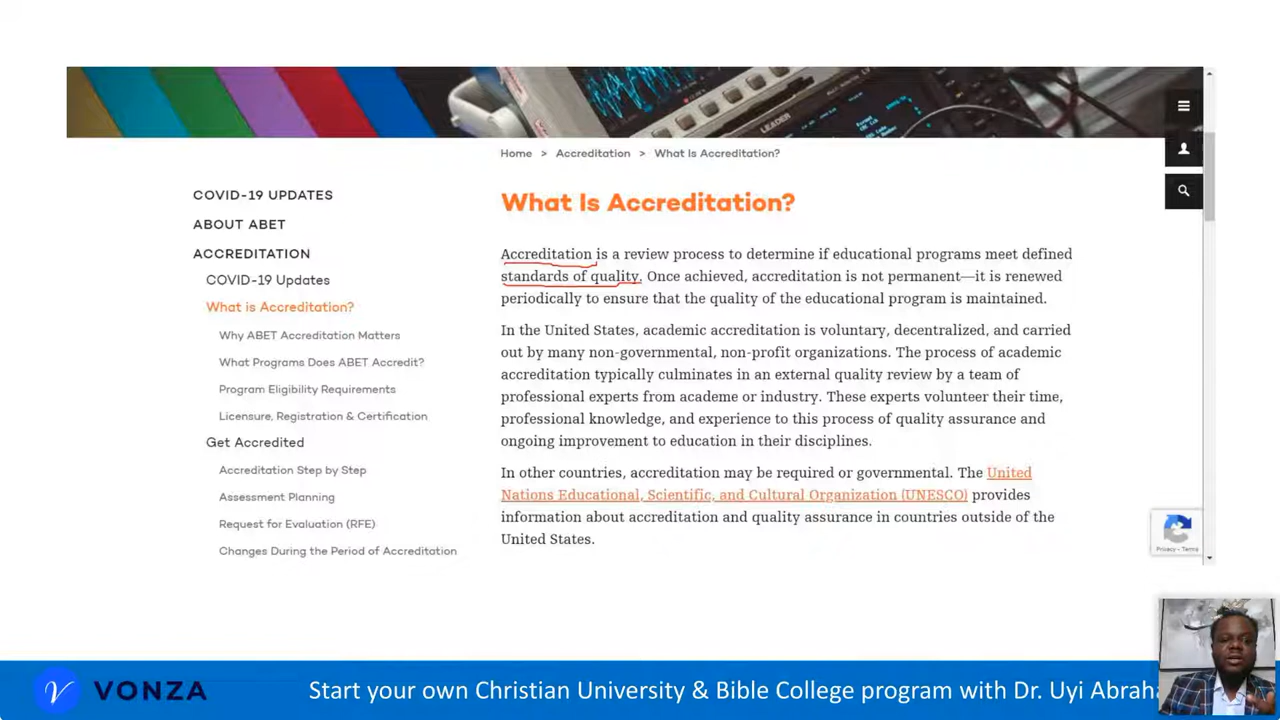 LEADER
Home > Accreditation > What Is Accreditation?
COVID-19 UPDATES
ABOUT ABET
ACCREDITATION
COVID-19 Updates
What is Accreditation?
Why ABET Accreditation Matters
What Programs Does ABET Accredit?
Program Eligibility Requirements
Licensure, Registration & Certification
Get Accredited
Accreditation Step by Step
Assessment Planning
Request for Evaluation (RFE)
Changes During the Period of Accreditation
What Is Accreditation?
Accreditation is a review process to determine if educational programs meet defined
standards of quality. Once achieved, accreditation is not permanent—it is renewed
periodically to ensure that the quality of the educational program is maintained.
In the United States, academic accreditation is voluntary, decentralized, and carried
out by many non-governmental, non-profit organizations. The process of academic
accreditation typically culminates in an external quality review by a team of
professional experts from academe or industry. These experts volunteer their time,
professional knowledge, and experience to this process of quality assurance and
ongoing improvement to education in their disciplines.
In other countries, accreditation may be required or governmental. The United
Nations Educational, Scientific, and Cultural Organization (UNESCO) provides
information about accreditation and quality assurance in countries outside of the
United States.
Privacy - Terms
VONZA
Start your own Christian University & Bible College program with Dr. Uyi Abraha